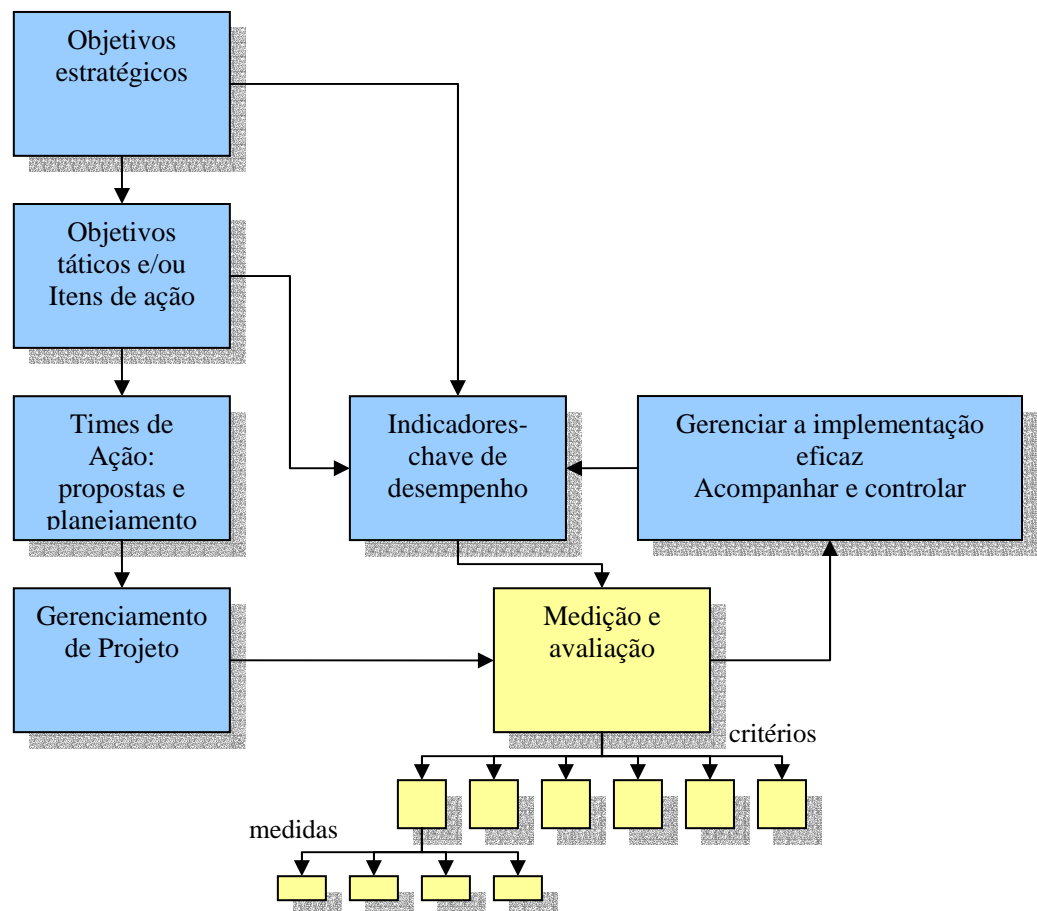 Objetivos
estratégicos
Objetivos
táticos e/ou
Itens de ação
Times de
Ação:
propostas e
planejamento
Indicadores-
chave de
desempenho
Gerenciar a implementação
eficaz
Acompanhar e controlar
Gerenciamento
de Projeto
Medição e
avaliação
critérios
medidas